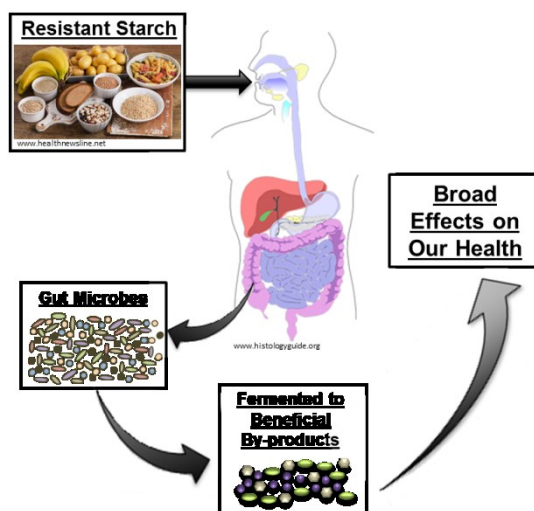 Resistant Starch
www.healthnewsline.net
Broad
Effects on
Our Health
Gut Microbes
www.histologyguide.org
Fermented to
Beneficial
By-products